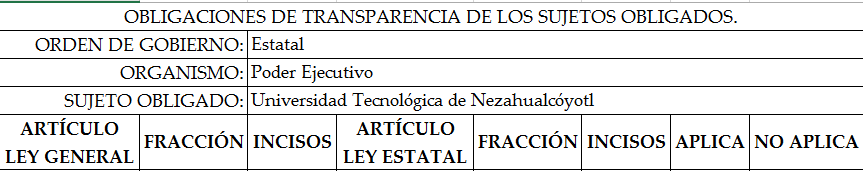 OBLIGACIONES DE TRANSPARENCIA DE LOS SUJETOS OBLIGADOS.
ORDEN DE GOBIERNO: Estatal
ORGANISMO: Poder Ejecutivo
SUJETO OBLIGADO: Universidad Tecnológica de Nezahualcóyotl
ARTÍCULO LEY GENERAL FRACCIÓN INCISOS ARTÍCULO LEY ESTATAL FRACCIÓN INCISOS APLICA NO APLICA